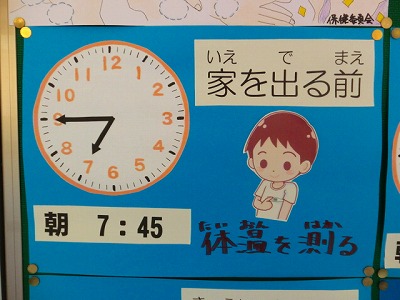 保健委員会
12
11 1
10 2
9 3
8 4
7 5
6
いえ で まえ
家を出る前
朝 7:45
たい はか
体温を測る